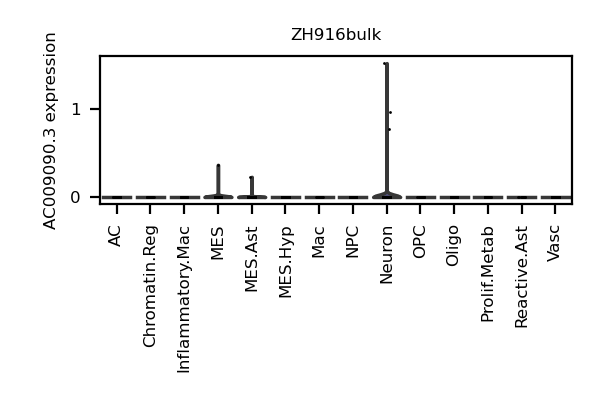 ZH916bulk
AC009090.3 expression
1
0
AC
Chromatin.Reg
Inflammatory.Mac
MES
MES.Ast
MES.Hyp
Mac
NPC
Neuron
OPC
Oligo
Prolif.Metab
Reactive.Ast
Vasc